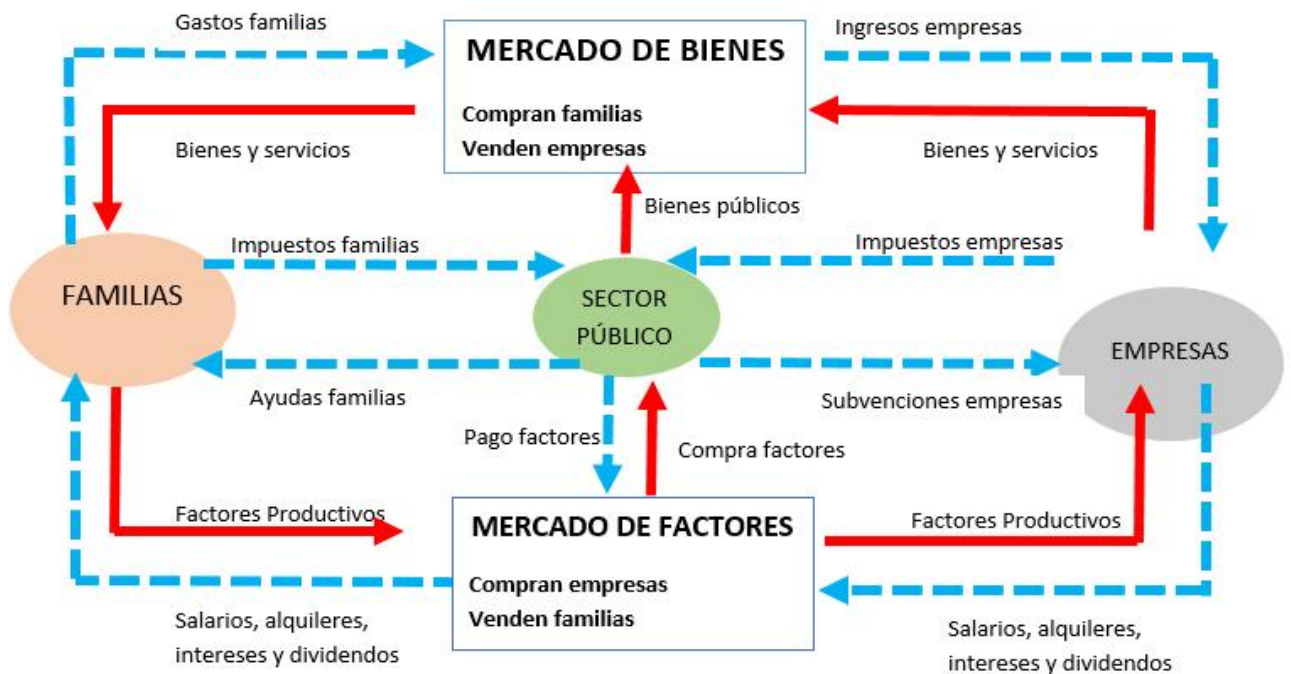 Gastos familias
MERCADO DE BIENES
Ingresos empresas
Compran familias
Venden empresas
Bienes y servicios
Bienes y servicios
Bienes públicos
Impuestos familias
Impuestos empresas
FAMILIAS
SECTOR
PÚBLICO
EMPRESAS
Ayudas familias
Subvenciones empresas
Pago factores
Compra factores
Factores Productivos
MERCADO DE FACTORES
Factores Productivos
Compran empresas
Venden familias
Salarios, alquileres,
intereses y dividendos
Salarios, alquileres,
intereses y dividendos